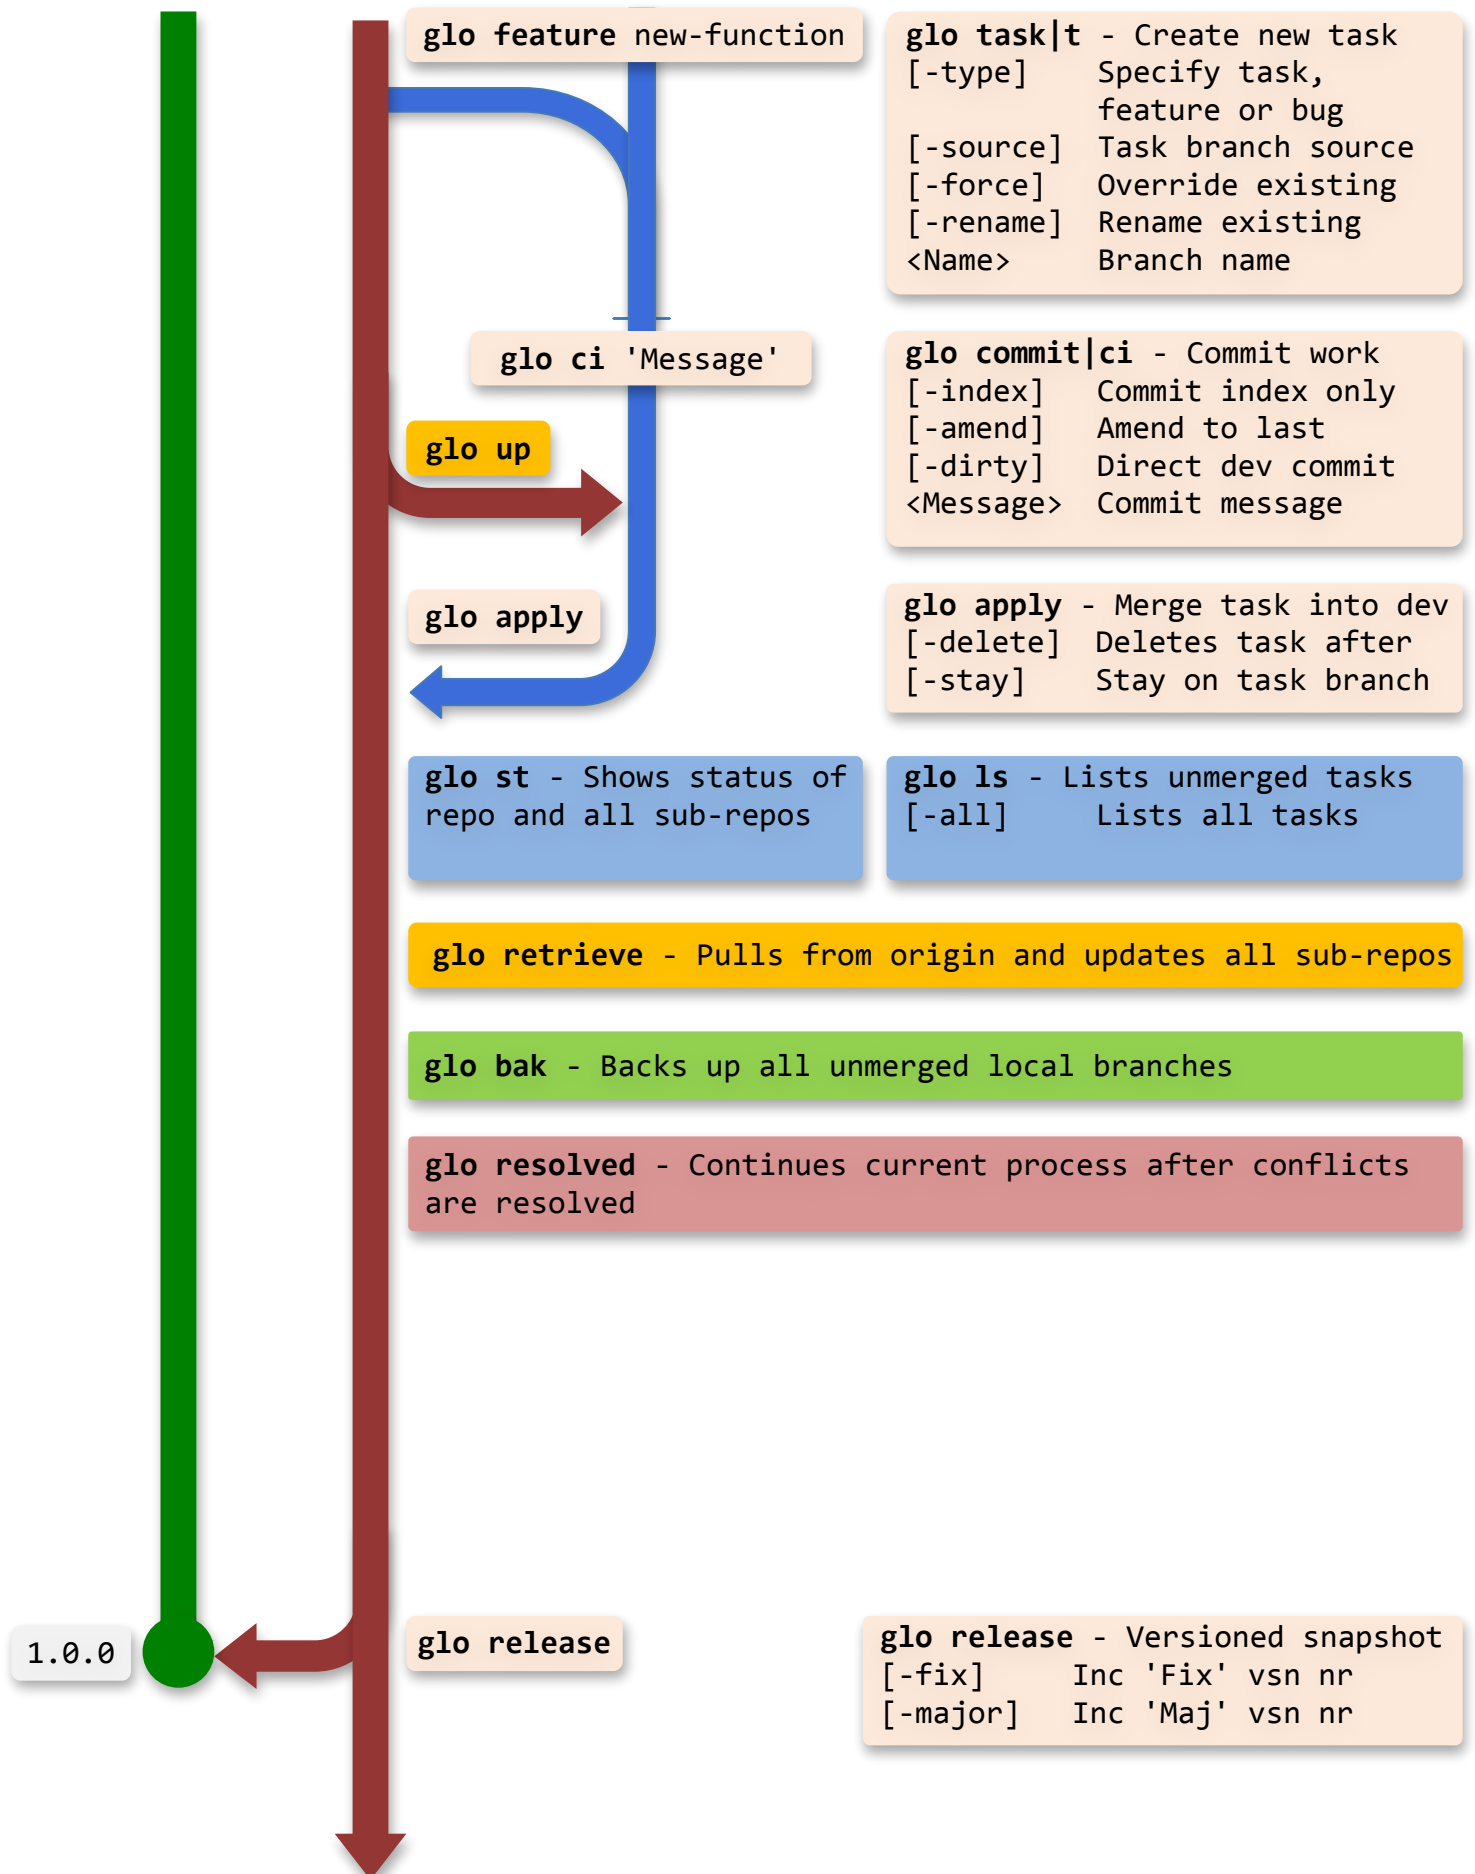 glo feature new-function
glo task|t - Create new task
[-type] Specify task,
feature or bug
[-source] Task branch source
[-force] Override existing
[-rename] Rename existing
<Name> Branch name
glo ci 'Message'
glo commit|ci - Commit work
[-index] Commit index only
[-amend] Amend to last
[-dirty] Direct dev commit
<Message> Commit message
glo up
glo apply
glo apply - Merge task into dev
[-delete] Deletes task after
[-stay] Stay on task branch
glo st - Shows status of
repo and all sub-repos
glo ls - Lists unmerged tasks
[-all] Lists all tasks
glo retrieve - Pulls from origin and updates all sub-repos
glo bak - Backs up all unmerged local branches
glo resolved - Continues current process after conflicts
are resolved
1.0.0
glo release
glo release - Versioned snapshot
[-fix] Inc 'Fix' vsn nr
[-major] Inc 'Maj' vsn nr